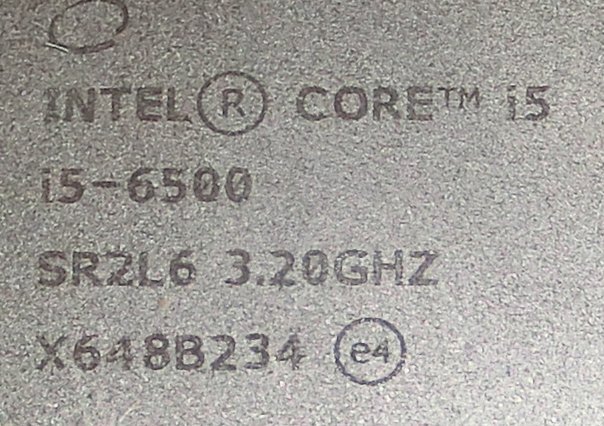 INTEL® CORE™ i5
i5-6500
SR2L6 3.20GHZ
X648B234 e4